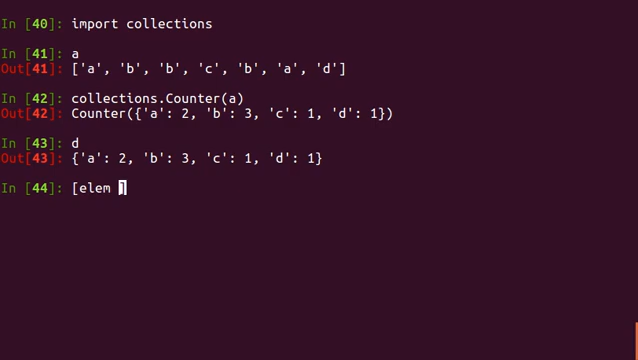 In [40]: import collections
In [41]: a
Out[41]: ['a', 'b', 'b', 'c', 'b', 'a', 'd']
In [42]: collections.Counter(a)
Out[42]: Counter({'a': 2, 'b': 3, 'c': 1, 'd': 1})
In [43]: d
Out[43]: {'a': 2, 'b': 3, 'c': 1, 'd': 1}
In [44]: [elem ]